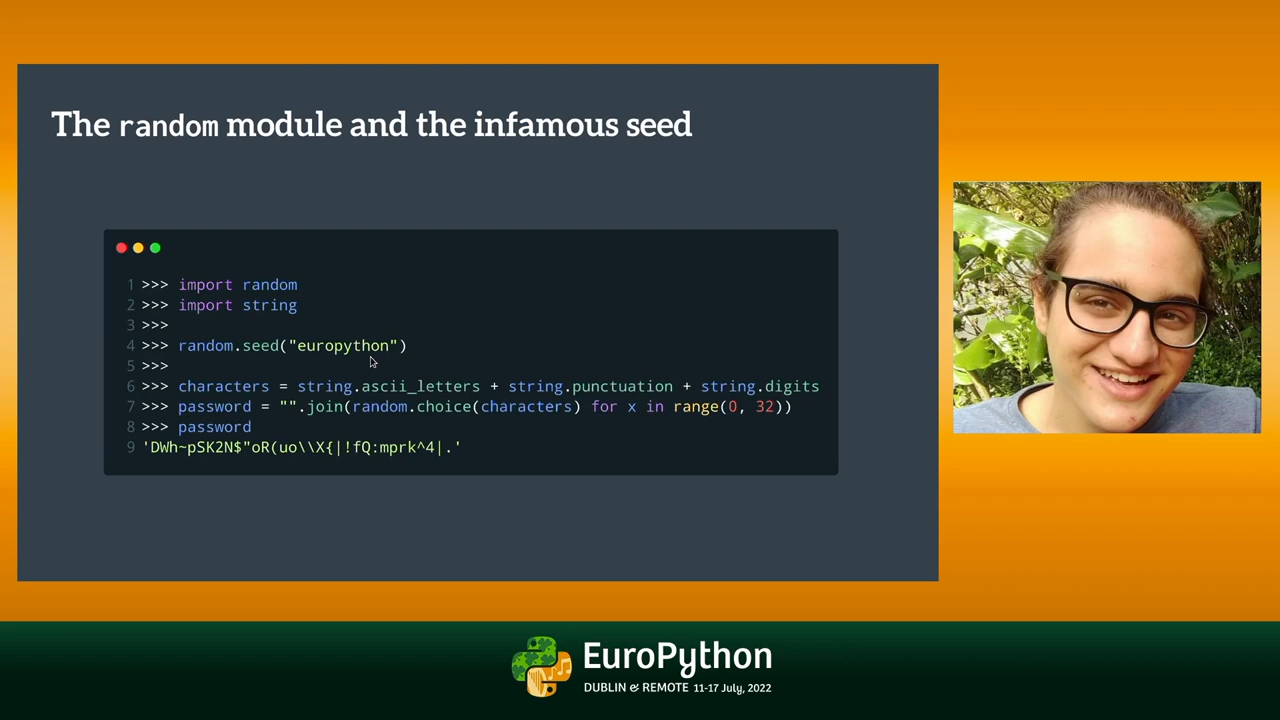 The random module and the infamous seed
1 >>> import random
2 >>> import string
3 >>>
4 >>> random.seed("europython")
5 >>>
6 >>> characters = string.ascii_letters + string.punctuation + string.digits
7 >>> password = "".join(random.choice(characters) for x in range(0, 32))
8 >>> password
9 'DWh~pSK2N$"oR(uo\\X{|!fQ:mprk^4|.'
EuroPython
DUBLIN & REMOTE 11-17 July, 2022